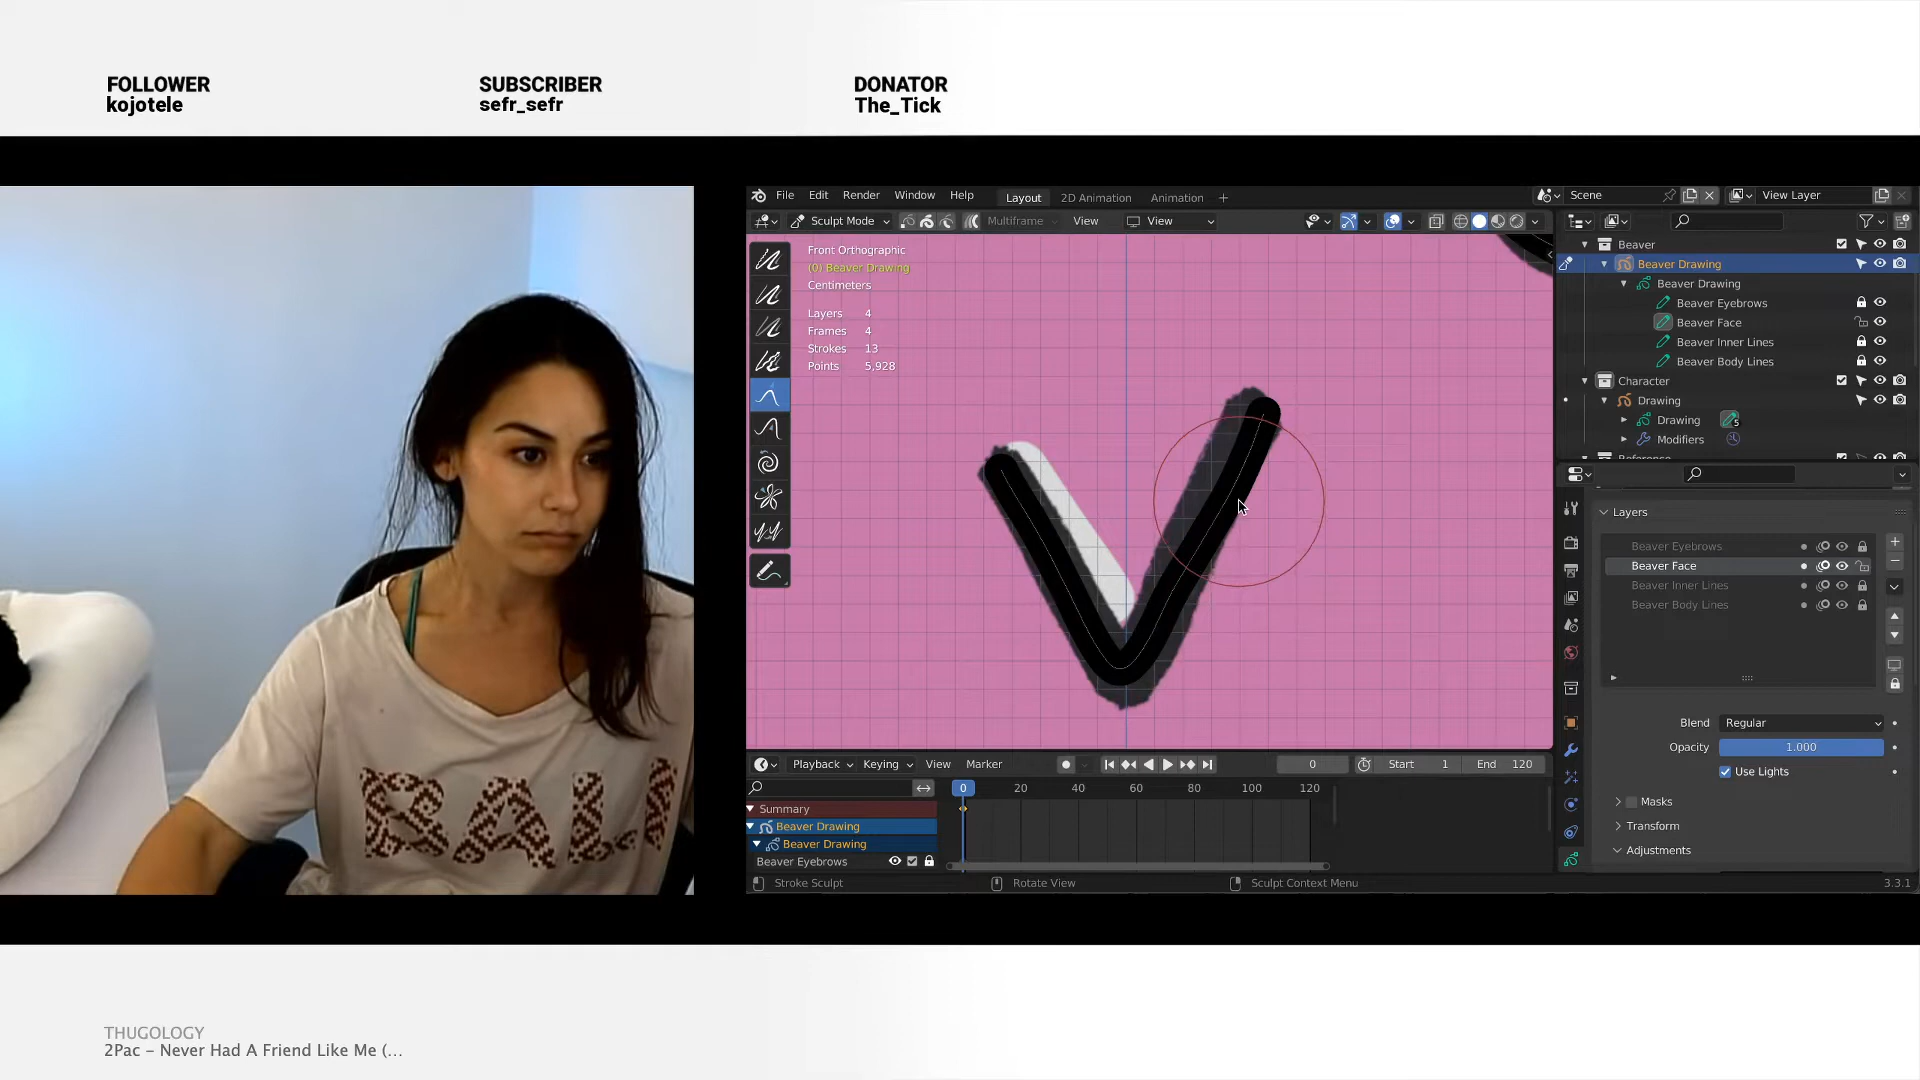 FOLLOWER
kojotele
SUBSCRIBER
sefr_sefr
DONATOR
The_Tick
File Edit Render Window Help Layout 2D Animation Animation + Scene View Layer
Sculpt Mode Multiframe View View
Front Orthographic
(0) Beaver Drawing
Centimeters
Layers 4
Frames 4
Strokes 13
Points 5,928
Beaver
Beaver Drawing
Beaver Drawing
Beaver Eyebrows
Beaver Face
Beaver Inner Lines
Beaver Body Lines
Character
Drawing
Drawing 5
Modifiers
Layers
Beaver Eyebrows
Beaver Face
Beaver Inner Lines
Beaver Body Lines
Blend Regular
Opacity 1.000
Use Lights
Masks
Transform
Adjustments
Playback Keying View Marker 0 Start 1 End 120
0 20 40 60 80 100 120
Summary
Beaver Drawing
Beaver Drawing
Beaver Eyebrows
Stroke Sculpt Rotate View Sculpt Context Menu 3.3.1
BALI
THUGOLOGY
2Pac - Never Had A Friend Like Me (...